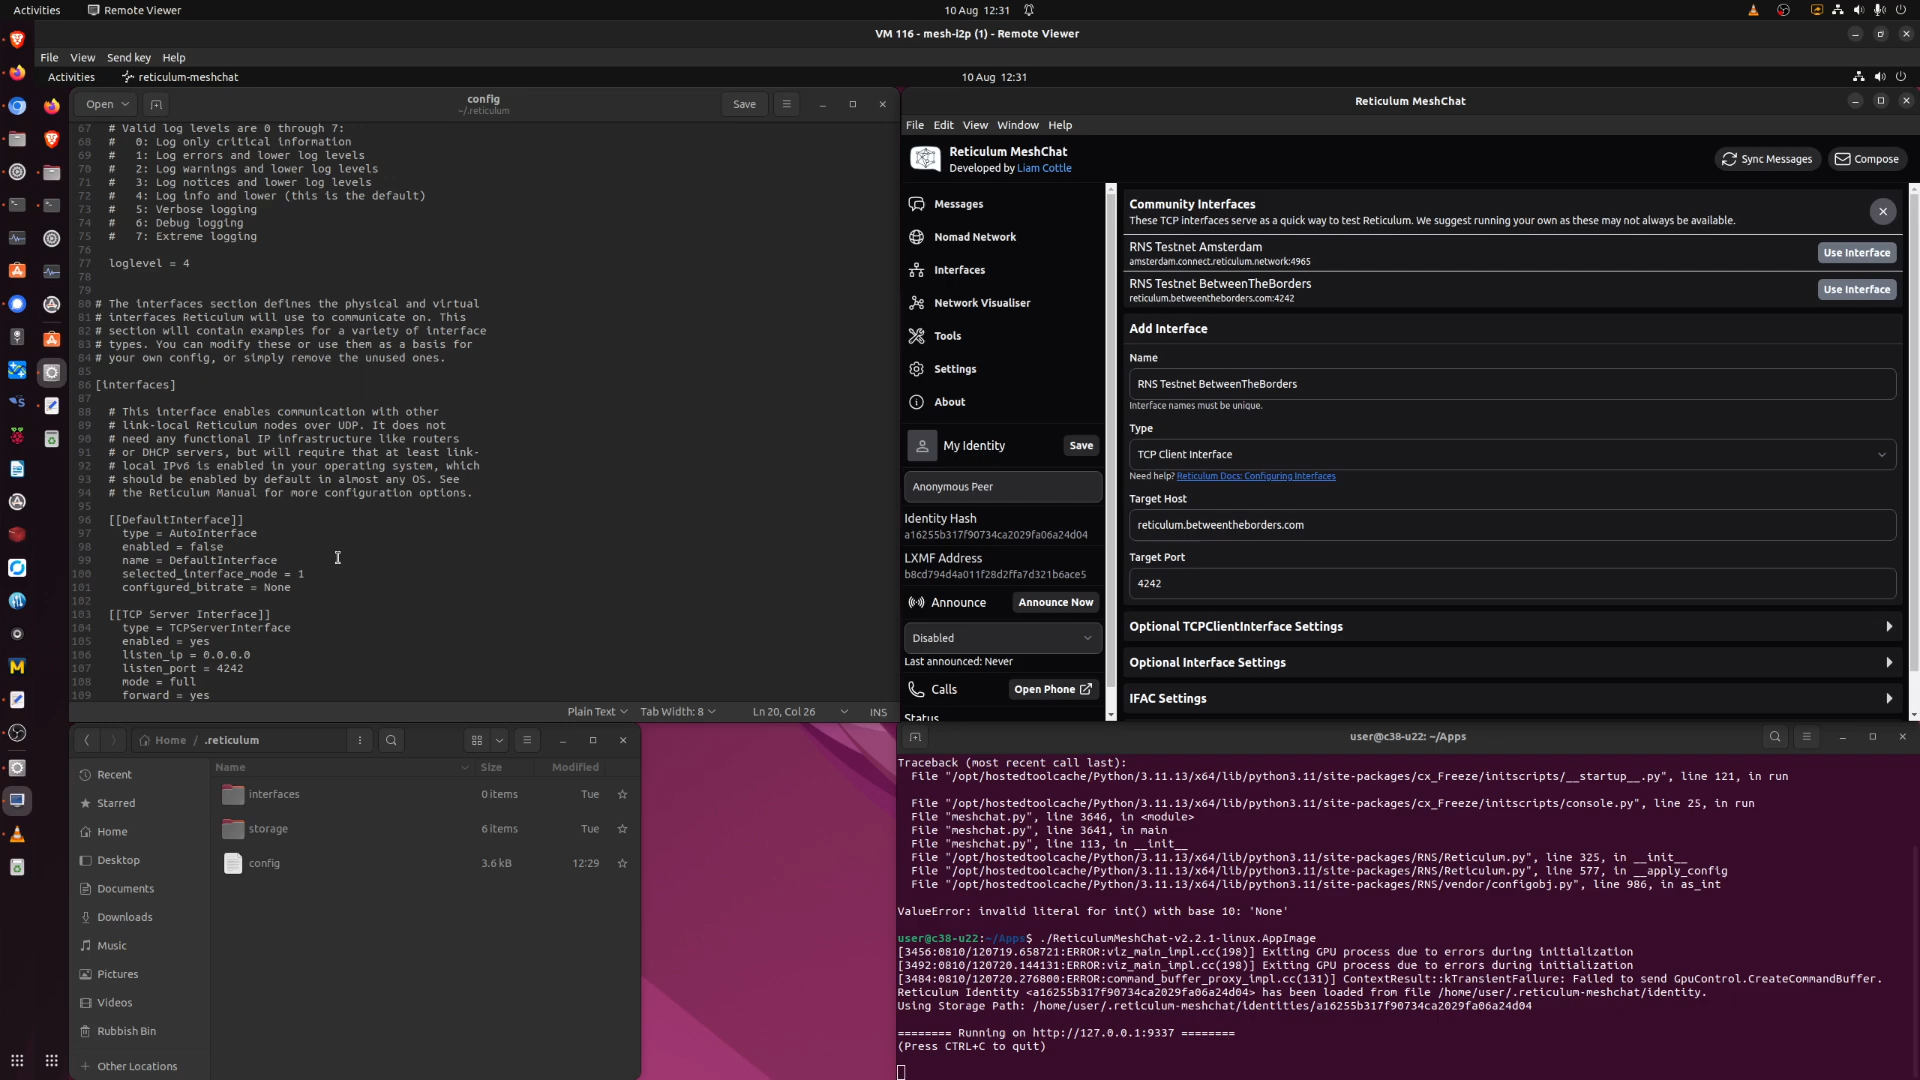 Activities
Remote Viewer
10 Aug 12:31
VM 116 - mesh-i2p (1) - Remote Viewer
File View Send key Help
Activities
reticulum-meshchat
10 Aug 12:31
Open
config
~/.reticulum
Save
67 # Valid log levels are 0 through 7:
68 # 0: Log only critical information
69 # 1: Log errors and lower log levels
70 # 2: Log warnings and lower log levels
71 # 3: Log notices and lower log levels
72 # 4: Log info and lower (this is the default)
73 # 5: Verbose logging
74 # 6: Debug logging
75 # 7: Extreme logging
76
77 loglevel = 4
78
79
80 # The interfaces section defines the physical and virtual
81 # interfaces Reticulum will use to communicate on. This
82 # section will contain examples for a variety of interface
83 # types. You can modify these or use them as a basis for
84 # your own config, or simply remove the unused ones.
85
86 [interfaces]
87
88 # This interface enables communication with other
89 # link-local Reticulum nodes over UDP. It does not
90 # need any functional IP infrastructure like routers
91 # or DHCP servers, but will require that at least link-
92 # local IPv6 is enabled in your operating system, which
93 # should be enabled by default in almost any OS. See
94 # the Reticulum Manual for more configuration options.
95
96 [[DefaultInterface]]
97 type = AutoInterface
98 enabled = false
99 name = DefaultInterface
100 selected_interface_mode = 1
101 configured_bitrate = None
102
103 [[TCP Server Interface]]
104 type = TCPServerInterface
105 enabled = yes
106 listen_ip = 0.0.0.0
107 listen_port = 4242
108 mode = full
109 forward = yes
Plain Text
Tab Width: 8
Ln 20, Col 26
INS
Reticulum MeshChat
File Edit View Window Help
Reticulum MeshChat
Developed by Liam Cottle
Sync Messages
Compose
Messages
Nomad Network
Interfaces
Network Visualiser
Tools
Settings
About
My Identity
Save
Anonymous Peer
Identity Hash
a16255b317f90734ca2029fa06a24d04
LXMF Address
b8cd794d4a011f28d2ffa7d321b6ace5
Announce
Announce Now
Disabled
Last announced: Never
Calls
Open Phone
Status
Community Interfaces
These TCP interfaces serve as a quick way to test Reticulum. We suggest running your own as these may not always be available.
RNS Testnet Amsterdam
amsterdam.connect.reticulum.network:4965
Use Interface
RNS Testnet BetweenTheBorders
reticulum.betweentheborders.com:4242
Use Interface
Add Interface
Name
RNS Testnet BetweenTheBorders
Interface names must be unique.
Type
TCP Client Interface
Need help? Reticulum Docs: Configuring Interfaces
Target Host
reticulum.betweentheborders.com
Target Port
4242
Optional TCPClientInterface Settings
Optional Interface Settings
IFAC Settings
Home / .reticulum
Recent
Starred
Home
Desktop
Documents
Downloads
Music
Pictures
Videos
Rubbish Bin
Other Locations
Name Size Modified
interfaces 0 items Tue
storage 6 items Tue
config 3.6 kB 12:29
user@c38-u22: ~/Apps
Traceback (most recent call last):
File "/opt/hostedtoolcache/Python/3.11.13/x64/lib/python3.11/site-packages/cx_Freeze/initscripts/__startup__.py", line 121, in run
File "/opt/hostedtoolcache/Python/3.11.13/x64/lib/python3.11/site-packages/cx_Freeze/initscripts/console.py", line 25, in run
File "meshchat.py", line 3646, in <module>
File "meshchat.py", line 3641, in main
File "meshchat.py", line 113, in __init__
File "/opt/hostedtoolcache/Python/3.11.13/x64/lib/python3.11/site-packages/RNS/Reticulum.py", line 325, in __init__
File "/opt/hostedtoolcache/Python/3.11.13/x64/lib/python3.11/site-packages/RNS/Reticulum.py", line 577, in __apply_config
File "/opt/hostedtoolcache/Python/3.11.13/x64/lib/python3.11/site-packages/RNS/vendor/configobj.py", line 986, in as_int
ValueError: invalid literal for int() with base 10: 'None'
user@c38-u22:~/Apps$ ./ReticulumMeshChat-v2.2.1-linux.AppImage
[3456:0810/120719.658721:ERROR:viz_main_impl.cc(198)] Exiting GPU process due to errors during initialization
[3492:0810/120720.144131:ERROR:viz_main_impl.cc(198)] Exiting GPU process due to errors during initialization
[3484:0810/120720.276800:ERROR:command_buffer_proxy_impl.cc(131)] ContextResult::kTransientFailure: Failed to send GpuControl.CreateCommandBuffer.
Reticulum Identity <a16255b317f90734ca2029fa06a24d04> has been loaded from file /home/user/.reticulum-meshchat/identity.
Using Storage Path: /home/user/.reticulum-meshchat/identities/a16255b317f90734ca2029fa06a24d04
======== Running on http://127.0.0.1:9337 ========
(Press CTRL+C to quit)